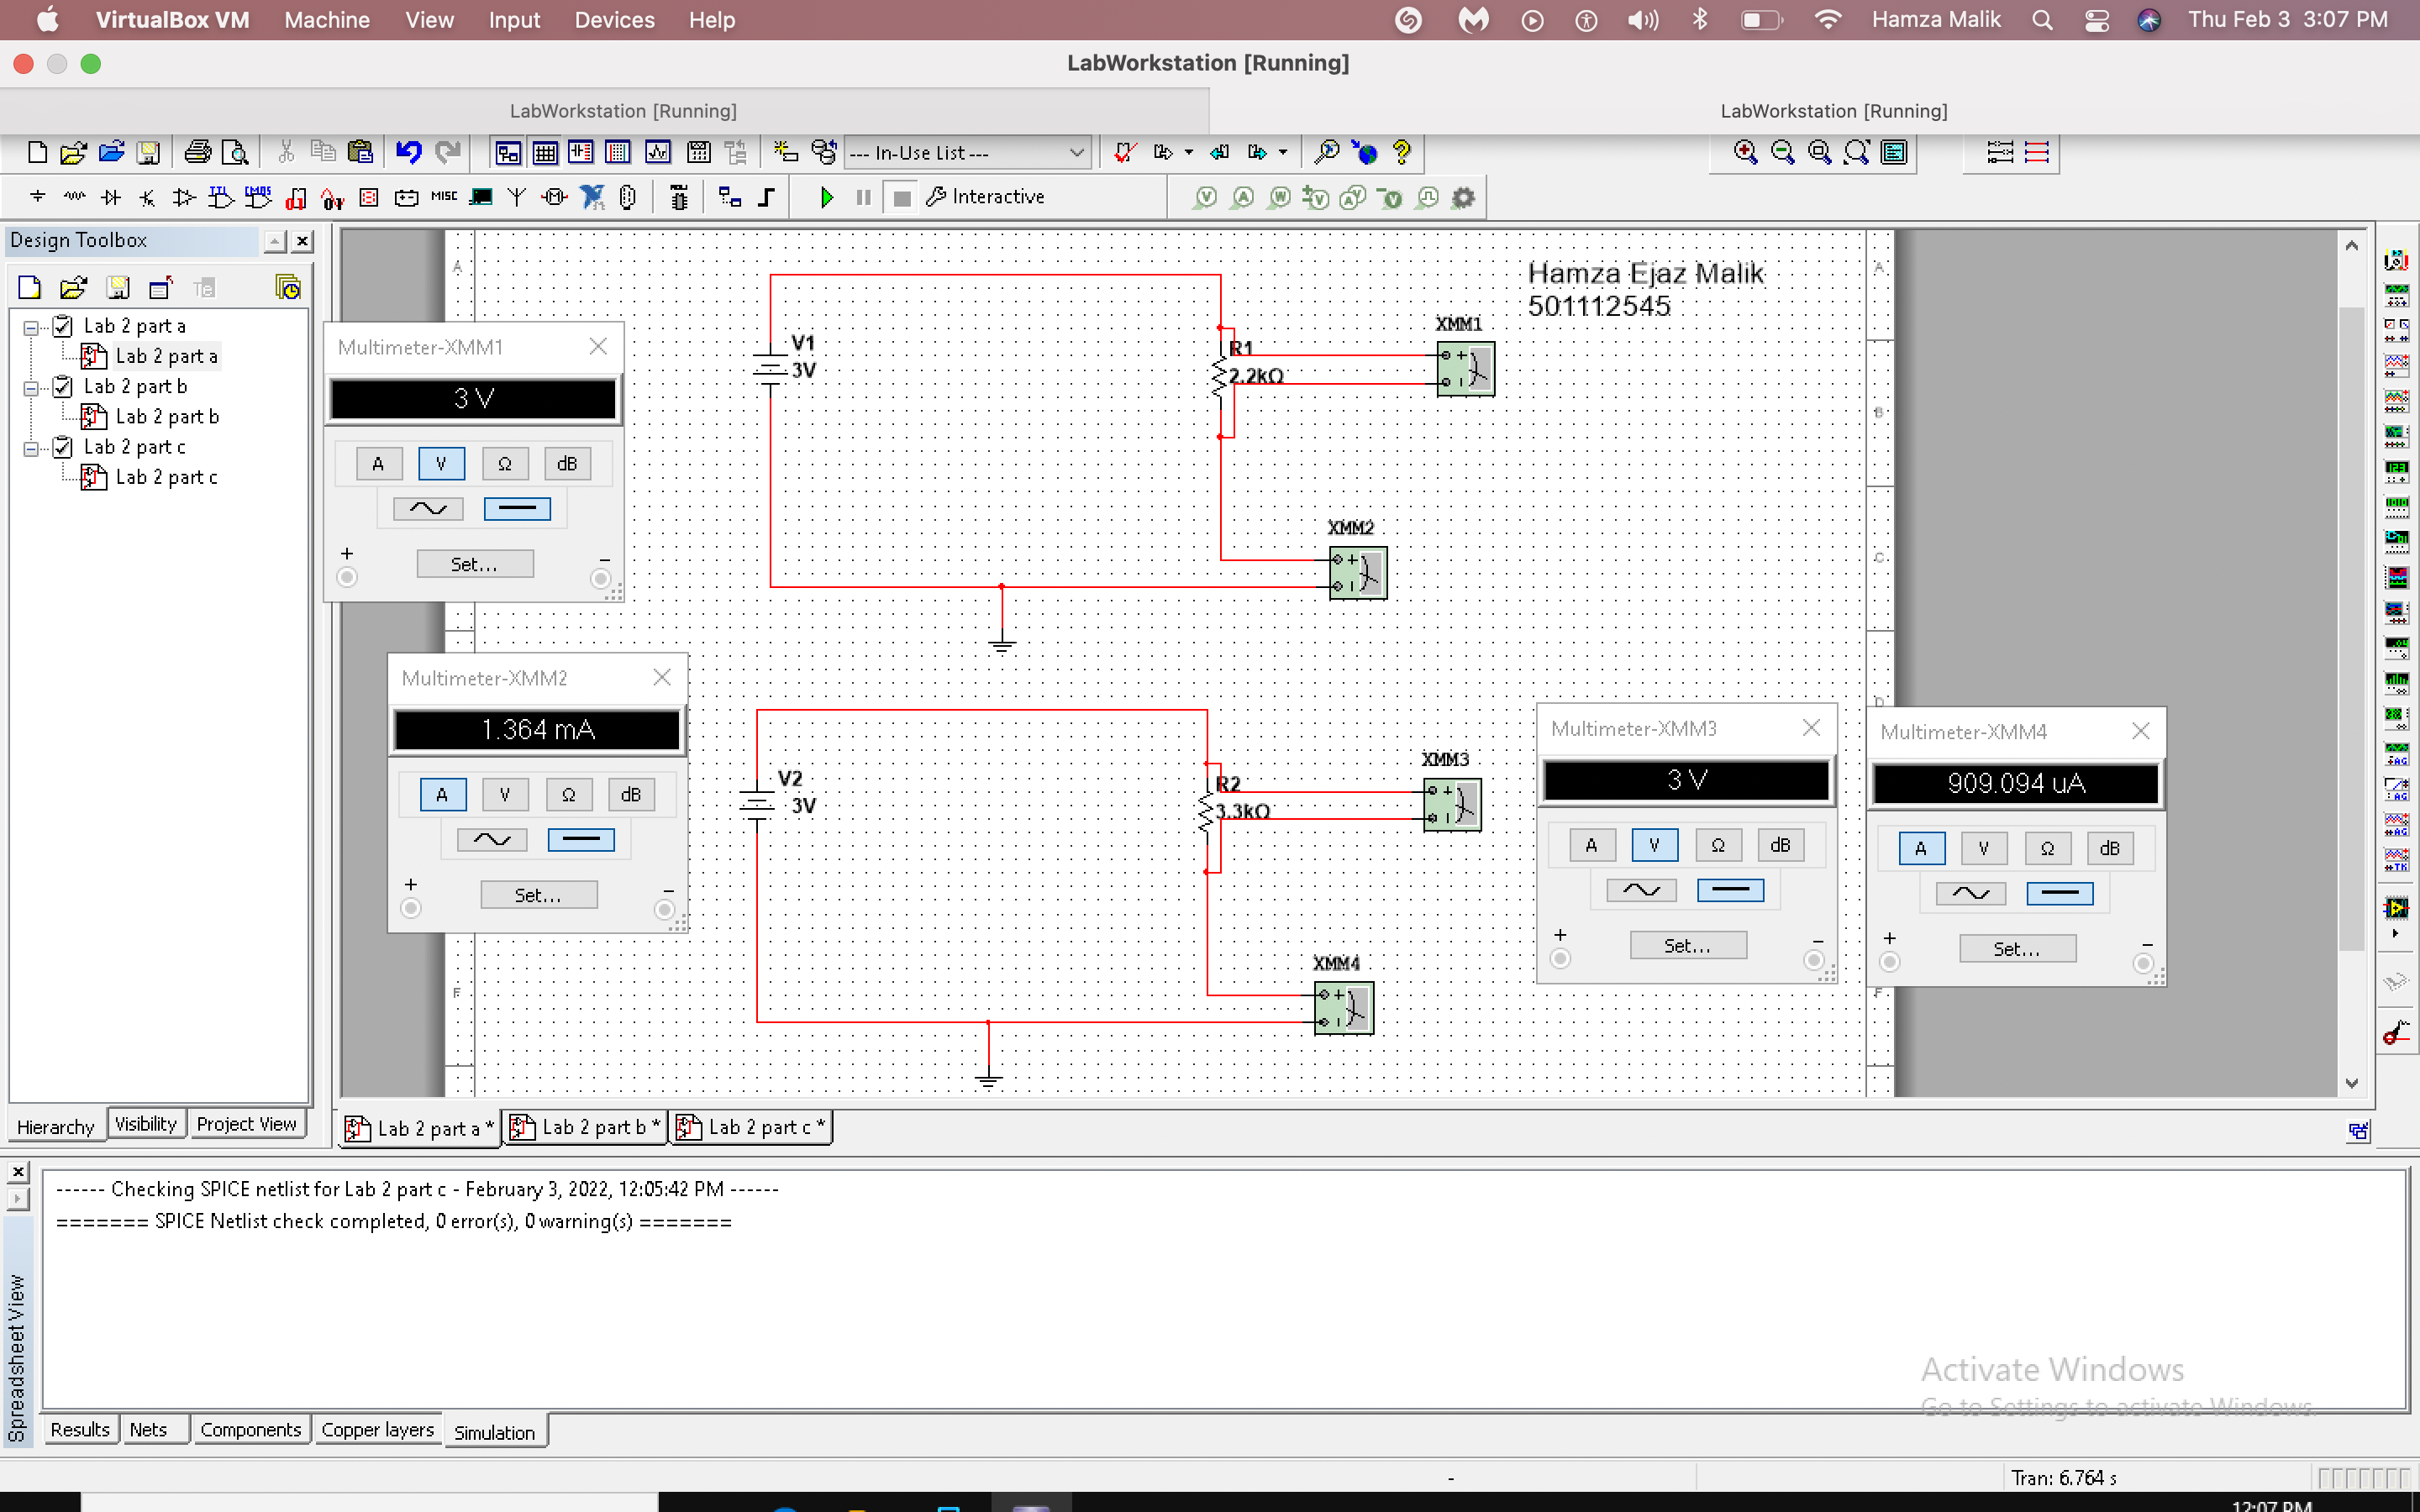 VirtualBox VM Machine View Input Devices Help Hamza Malik Thu Feb 3 3:07 PM
LabWorkstation [Running]
LabWorkstation [Running] LabWorkstation [Running]
--- In-Use List ---
MISC Interactive
Design Toolbox
Lab 2 part a
Lab 2 part a
Lab 2 part b
Lab 2 part b
Lab 2 part c
Lab 2 part c
Hierarchy Visibility Project View
Hamza Ejaz Malik
501112545
V1
3V
R1
2.2kΩ
XMM1
XMM2
Multimeter-XMM1
3 V
A V Ω dB
+ Set... –
Multimeter-XMM2
1.364 mA
A V Ω dB
+ Set... –
V2
3V
R2
3.3kΩ
XMM3
XMM4
Multimeter-XMM3
3 V
A V Ω dB
+ Set... –
Multimeter-XMM4
909.094 uA
A V Ω dB
+ Set... –
Lab 2 part a * Lab 2 part b * Lab 2 part c *
------ Checking SPICE netlist for Lab 2 part c - February 3, 2022, 12:05:42 PM ------
======= SPICE Netlist check completed, 0 error(s), 0 warning(s) =======
Spreadsheet View
Activate Windows
Go to Settings to activate Windows.
Results Nets Components Copper layers Simulation
- Tran: 6.764 s
12:07 PM